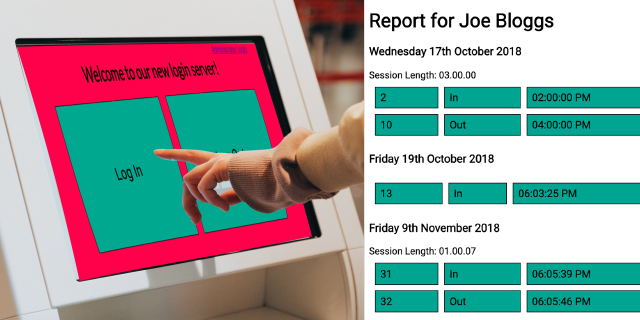 Welcome to our new login server!
Log In
Report for Joe Bloggs
Wednesday 17th October 2018
Session Length: 03.00.00
2 In 02:00:00 PM
10 Out 04:00:00 PM
Friday 19th October 2018
13 In 06:03:25 PM
Friday 9th November 2018
Session Length: 01.00.07
31 In 06:05:39 PM
32 Out 06:05:46 PM